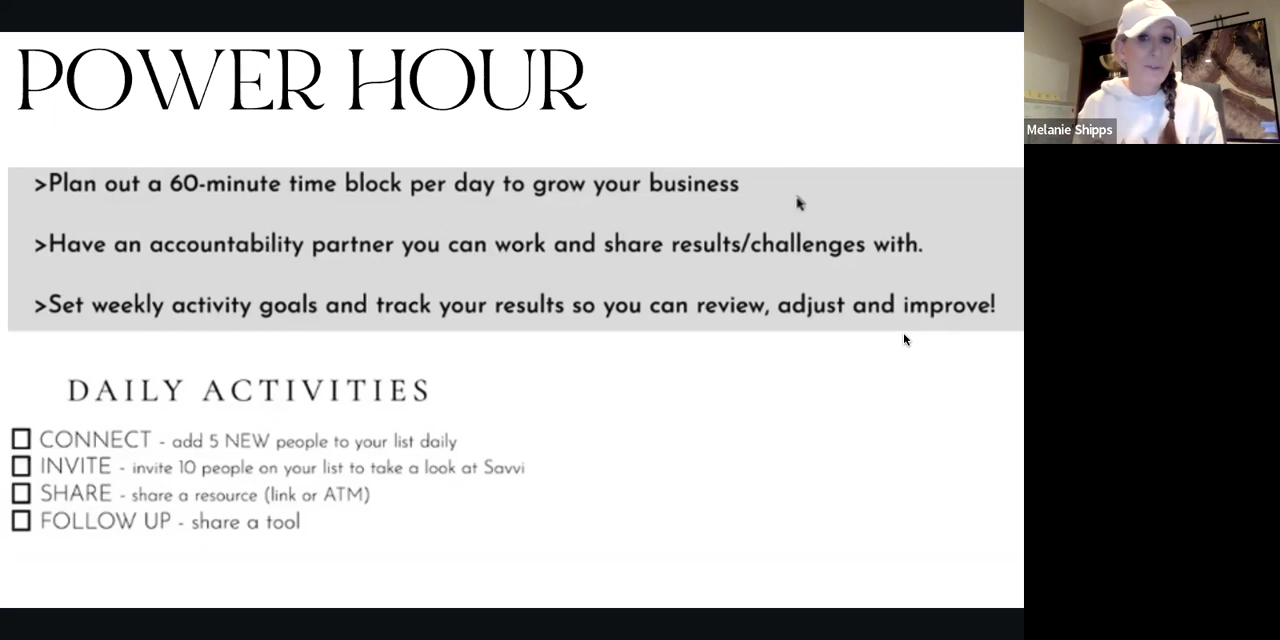 POWER HOUR
>Plan out a 60-minute time block per day to grow your business
>Have an accountability partner you can work and share results/challenges with.
>Set weekly activity goals and track your results so you can review, adjust and improve!
DAILY ACTIVITIES
CONNECT - add 5 NEW people to your list daily
INVITE - invite 10 people on your list to take a look at Savvi
SHARE - share a resource (link or ATM)
FOLLOW UP - share a tool
Melanie Shipps